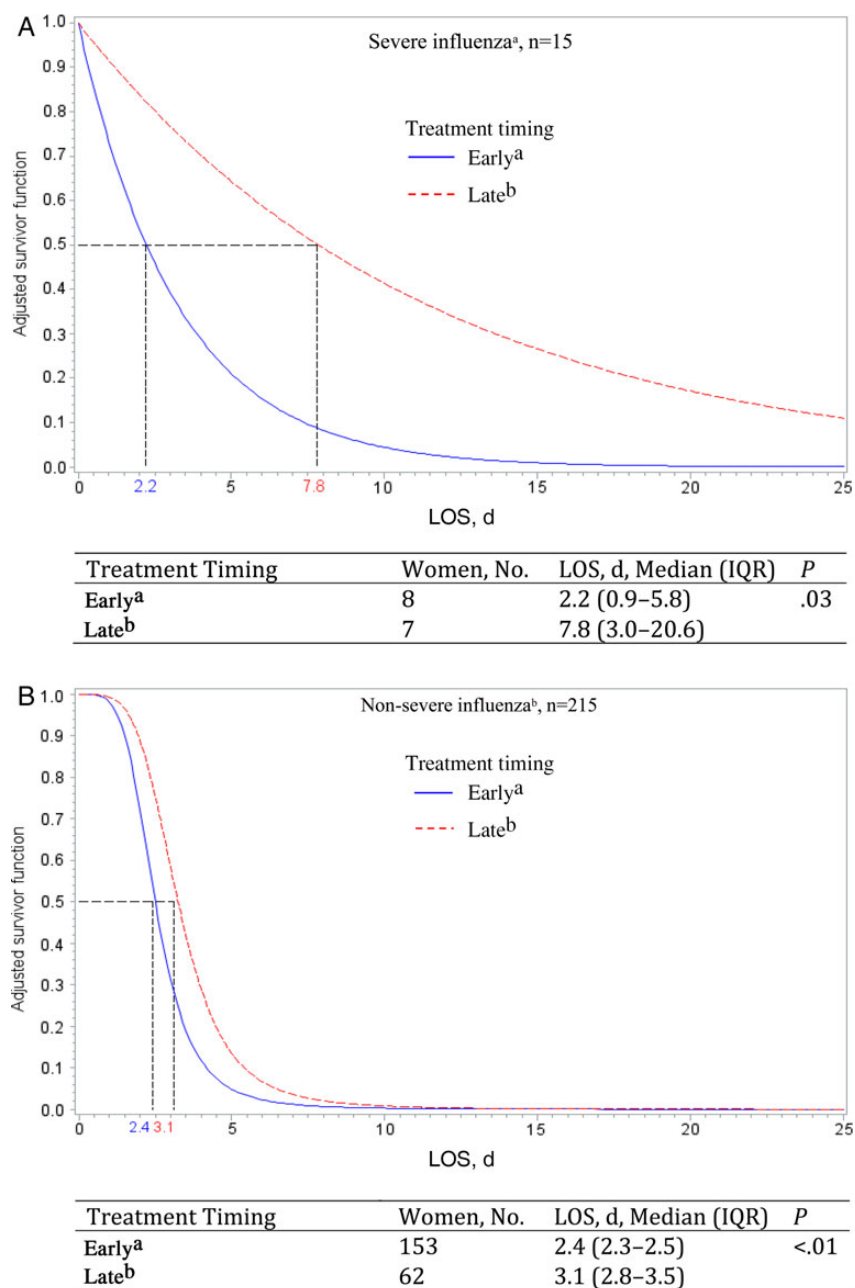 A
Severe influenzaᵃ, n=15
Treatment timing
Earlyᵃ
Lateᵇ
Adjusted survivor function
1.0
0.9
0.8
0.7
0.6
0.5
0.4
0.3
0.2
0.1
0.0
0 2.2 5 7.8 10 15 20 25
LOS, d
Treatment Timing Women, No. LOS, d, Median (IQR) P
Earlyᵃ 8 2.2 (0.9–5.8) .03
Lateᵇ 7 7.8 (3.0–20.6)
B
Non-severe influenzaᵇ, n=215
Treatment timing
Earlyᵃ
Lateᵇ
Adjusted survivor function
1.0
0.9
0.8
0.7
0.6
0.5
0.4
0.3
0.2
0.1
0.0
0 2.4 3.1 5 10 15 20 25
LOS, d
Treatment Timing Women, No. LOS, d, Median (IQR) P
Earlyᵃ 153 2.4 (2.3–2.5) <.01
Lateᵇ 62 3.1 (2.8–3.5)